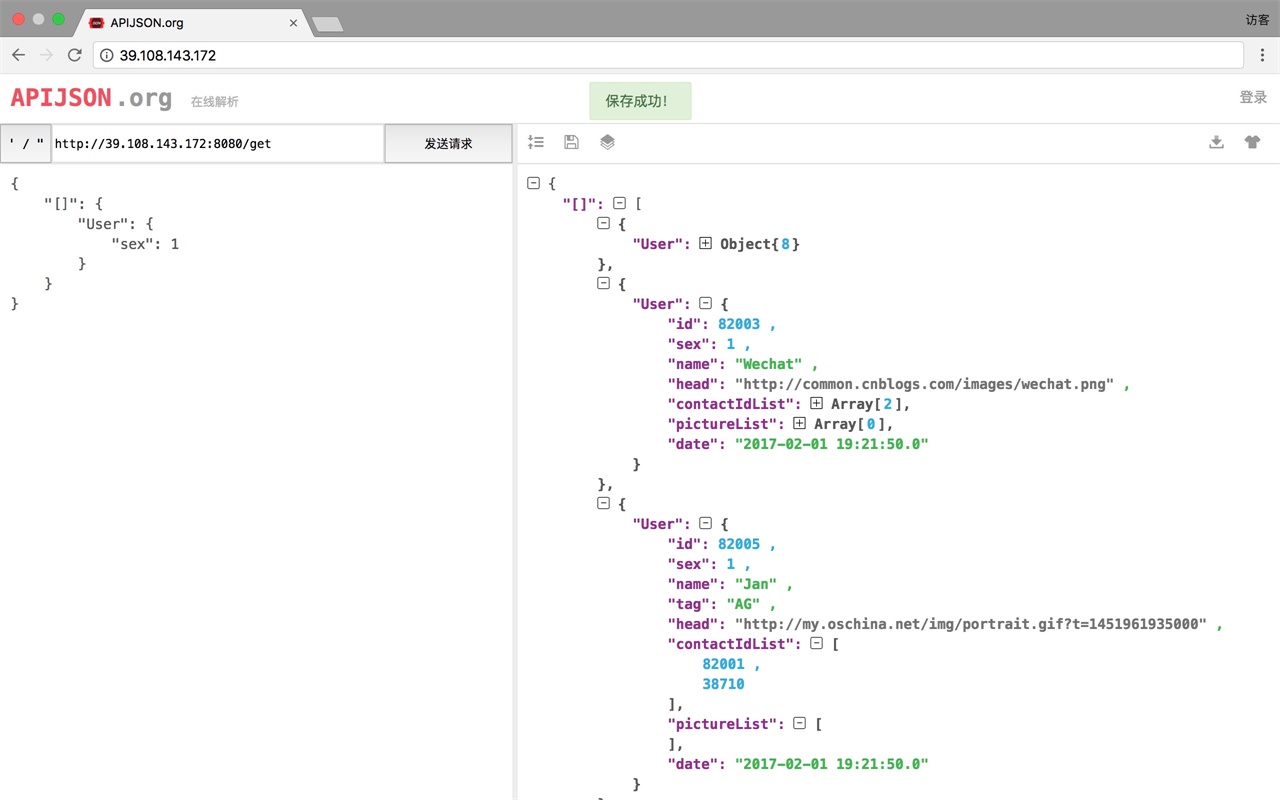 APIJSON.org
访客
39.108.143.172
APIJSON.org 在线解析
保存成功!
登录
' / " http://39.108.143.172:8080/get 发送请求
{
"[]": {
"User": {
"sex": 1
}
}
}
{
"[]": [
{
"User": Object{8}
},
{
"User": {
"id": 82003 ,
"sex": 1 ,
"name": "Wechat" ,
"head": "http://common.cnblogs.com/images/wechat.png" ,
"contactIdList": Array[2],
"pictureList": Array[0],
"date": "2017-02-01 19:21:50.0"
}
},
{
"User": {
"id": 82005 ,
"sex": 1 ,
"name": "Jan" ,
"tag": "AG" ,
"head": "http://my.oschina.net/img/portrait.gif?t=1451961935000" ,
"contactIdList": [
82001 ,
38710
],
"pictureList": [
],
"date": "2017-02-01 19:21:50.0"
}